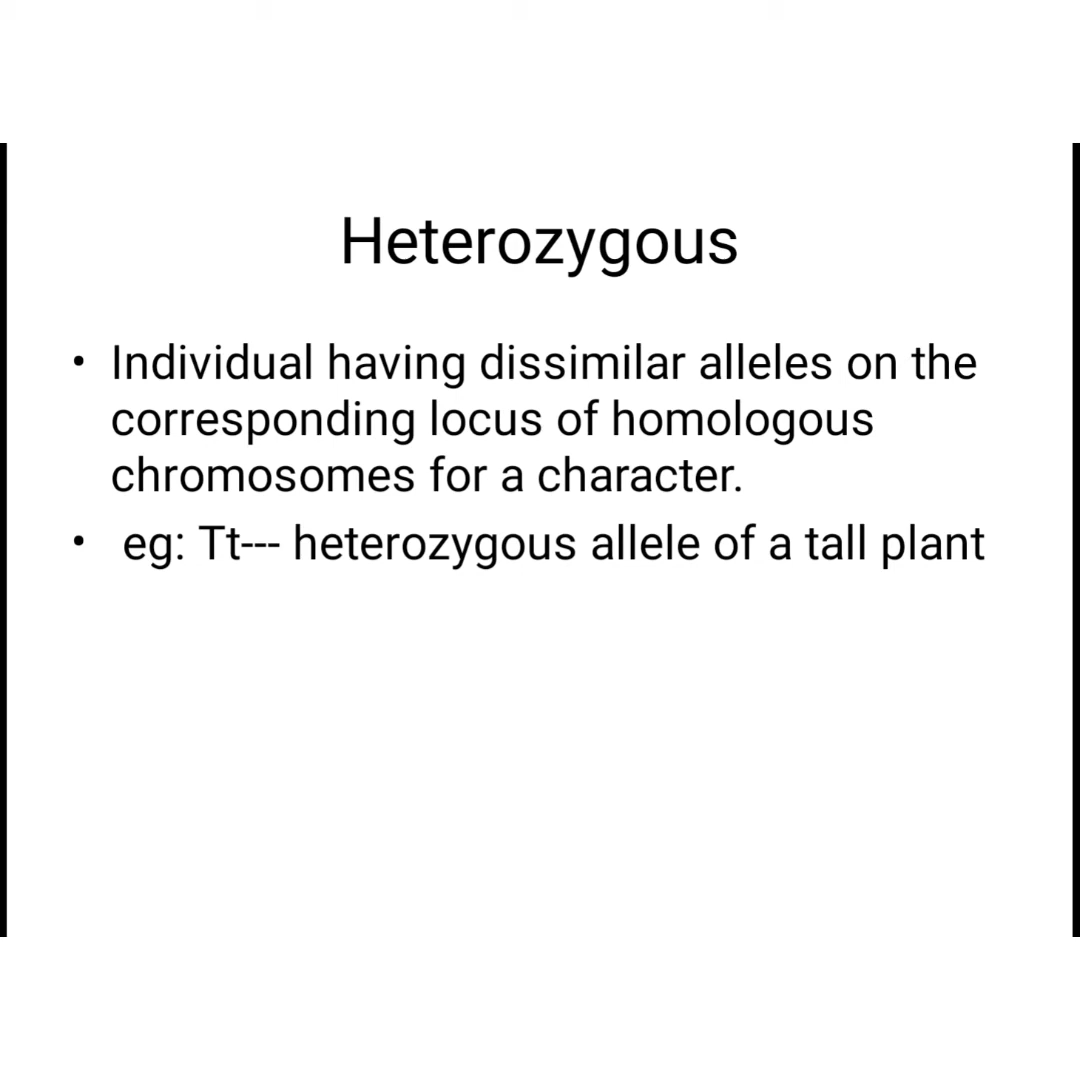 Heterozygous
• Individual having dissimilar alleles on the
corresponding locus of homologous
chromosomes for a character.
• eg: Tt--- heterozygous allele of a tall plant